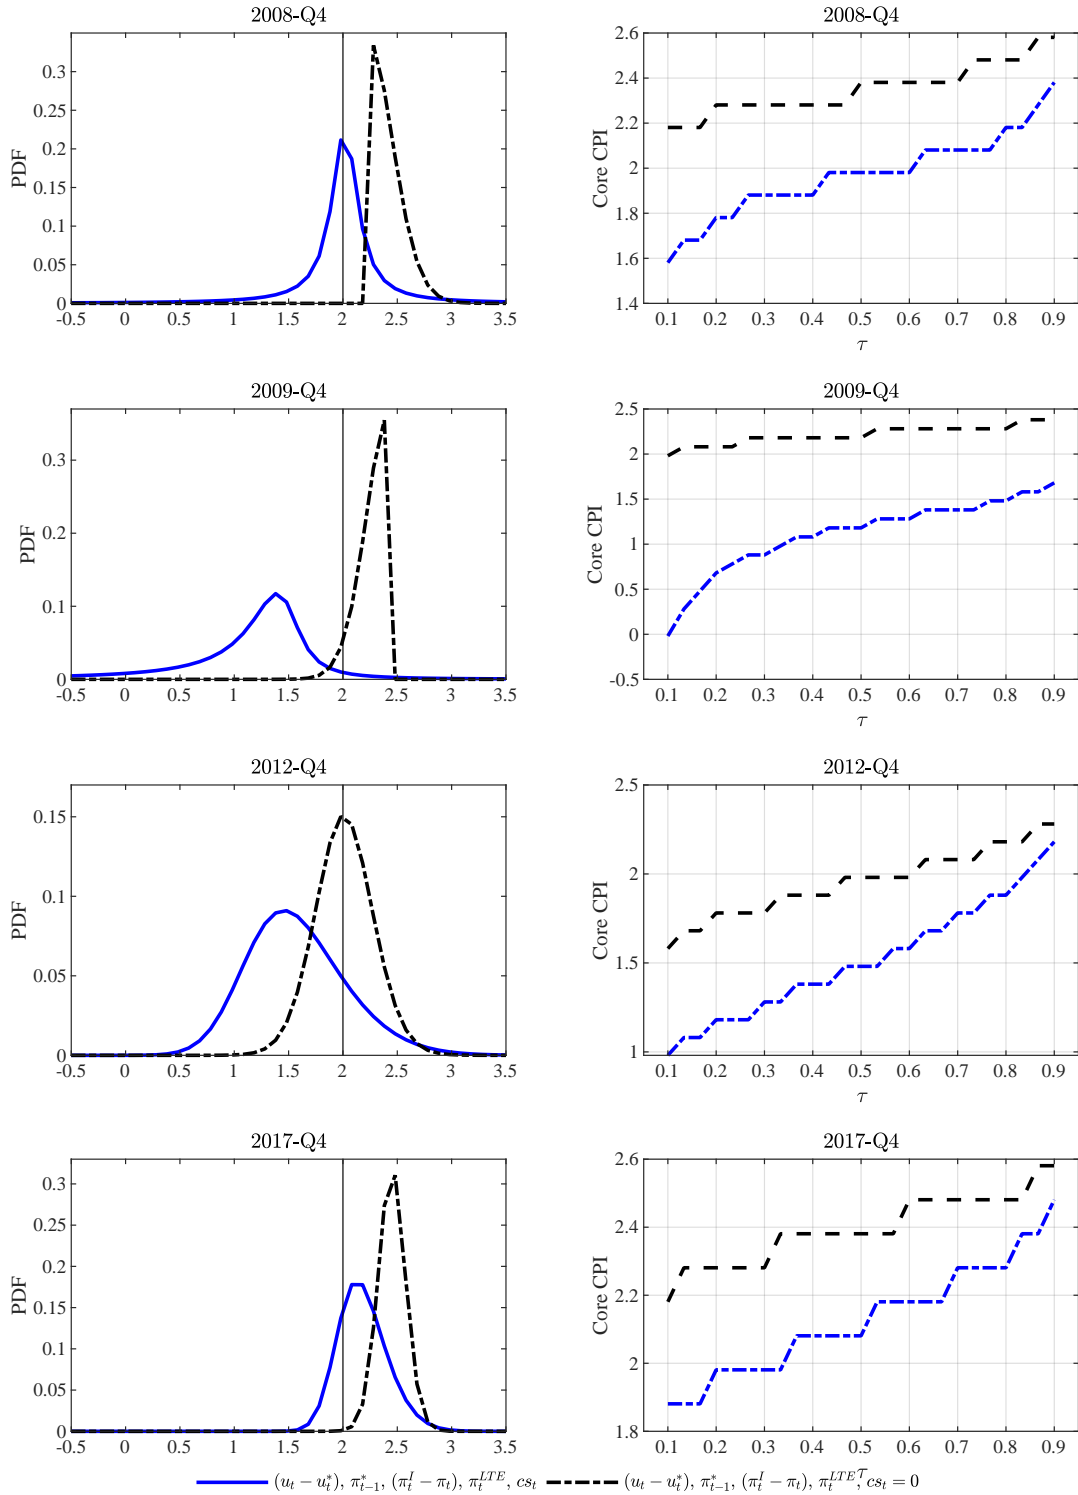 2008-Q4
PDF
0.3
0.25
0.2
0.15
0.1
0.05
0
-0.5 0 0.5 1 1.5 2 2.5 3 3.5
2008-Q4
Core CPI
2.6
2.4
2.2
2
1.8
1.6
1.4
0.1 0.2 0.3 0.4 0.5 0.6 0.7 0.8 0.9
τ
2009-Q4
PDF
0.3
0.2
0.1
0
-0.5 0 0.5 1 1.5 2 2.5 3 3.5
2009-Q4
Core CPI
2.5
2
1.5
1
0.5
0
-0.5
0.1 0.2 0.3 0.4 0.5 0.6 0.7 0.8 0.9
τ
2012-Q4
PDF
0.15
0.1
0.05
0
-0.5 0 0.5 1 1.5 2 2.5 3 3.5
2012-Q4
Core CPI
2.5
2
1.5
1
0.1 0.2 0.3 0.4 0.5 0.6 0.7 0.8 0.9
τ
2017-Q4
PDF
0.3
0.25
0.2
0.15
0.1
0.05
0
-0.5 0 0.5 1 1.5 2 2.5 3 3.5
2017-Q4
Core CPI
2.6
2.4
2.2
2
1.8
0.1 0.2 0.3 0.4 0.5 0.6 0.7 0.8 0.9
τ
$(u_t - u_t^*), \pi_{t-1}^*, (\pi_t^I - \pi_t), \pi_t^{LTE}, cs_t$
$(u_t - u_t^*), \pi_{t-1}^*, (\pi_t^I - \pi_t), \pi_t^{LTE}, cs_t = 0$